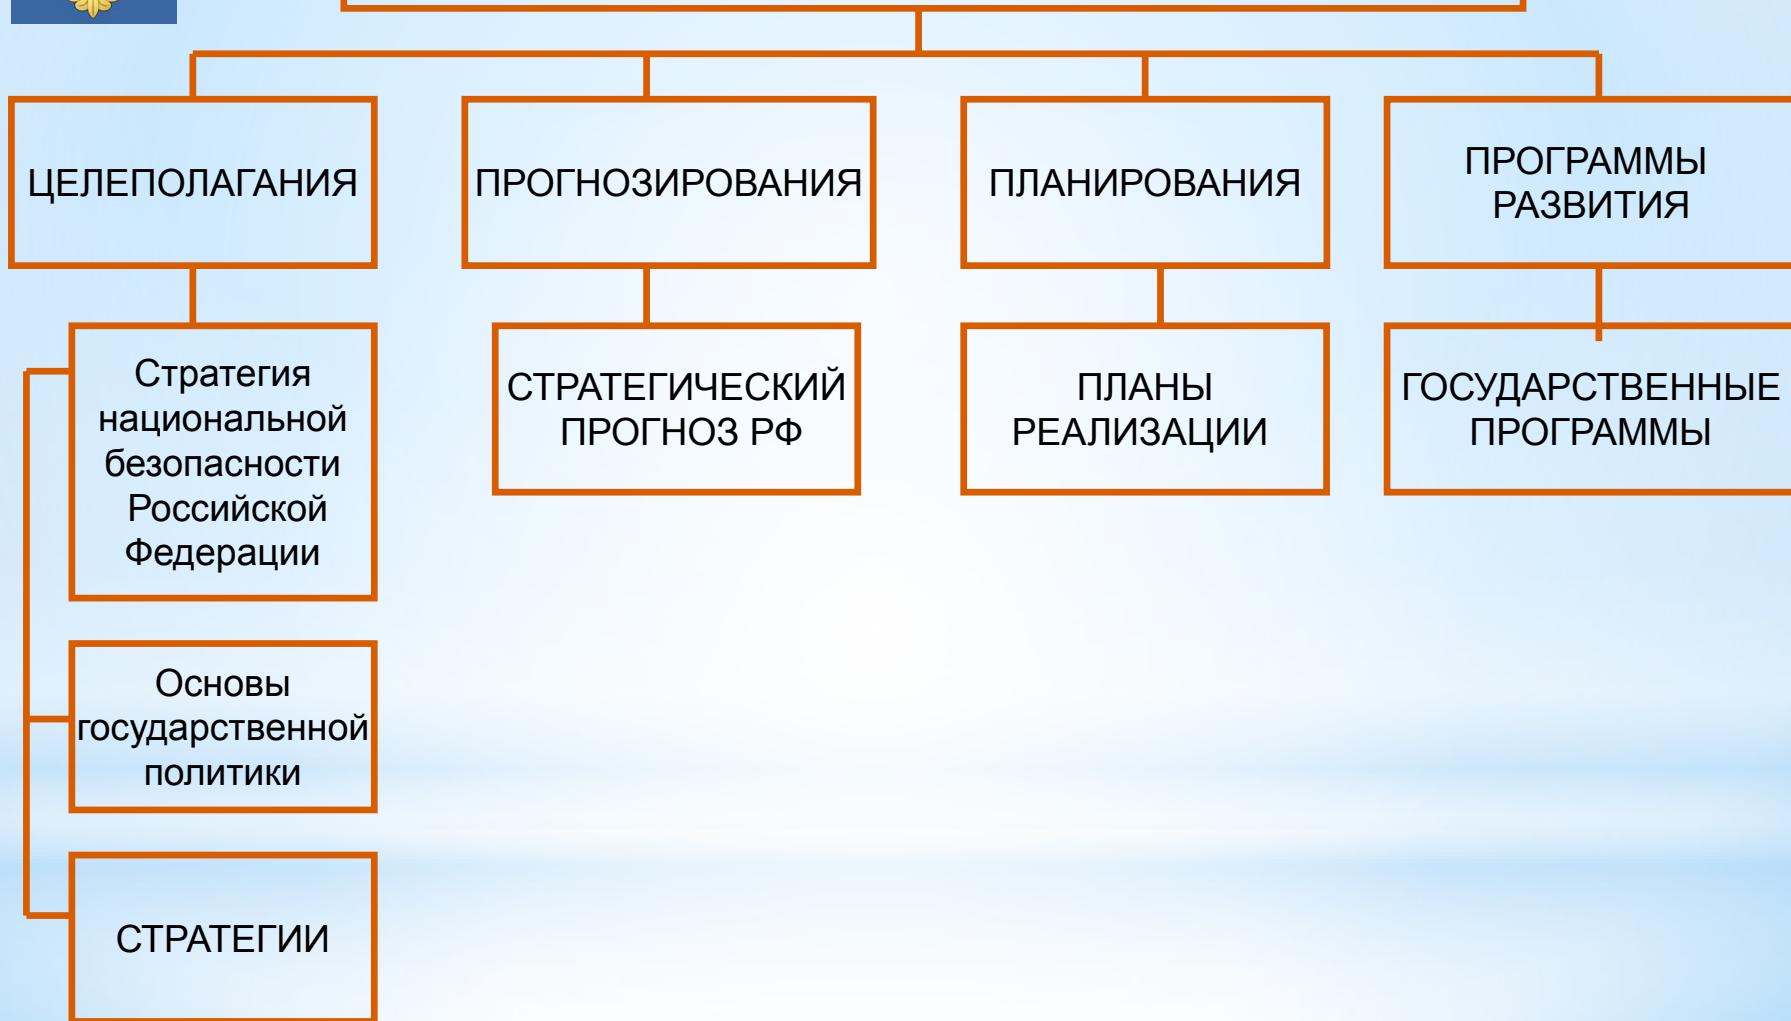 ЦЕЛЕПОЛАГАНИЯ
ПРОГНОЗИРОВАНИЯ
ПЛАНИРОВАНИЯ
ПРОГРАММЫ
РАЗВИТИЯ
Стратегия
национальной
безопасности
Российской
Федерации
СТРАТЕГИЧЕСКИЙ
ПРОГНОЗ РФ
ПЛАНЫ
РЕАЛИЗАЦИИ
ГОСУДАРСТВЕННЫЕ
ПРОГРАММЫ
Основы
государственной
политики
СТРАТЕГИИ